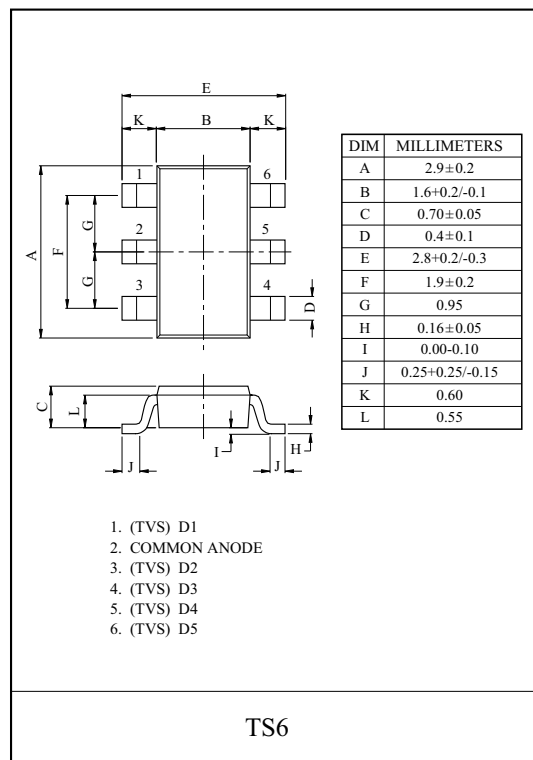 E
K B K
1 6
2 5
3 4
A
F
G
G
D
C
L
I
H
J
J
DIM MILLIMETERS
A 2.9±0.2
B 1.6+0.2/-0.1
C 0.70±0.05
D 0.4±0.1
E 2.8+0.2/-0.3
F 1.9±0.2
G 0.95
H 0.16±0.05
I 0.00-0.10
J 0.25+0.25/-0.15
K 0.60
L 0.55
1. (TVS) D1
2. COMMON ANODE
3. (TVS) D2
4. (TVS) D3
5. (TVS) D4
6. (TVS) D5
TS6